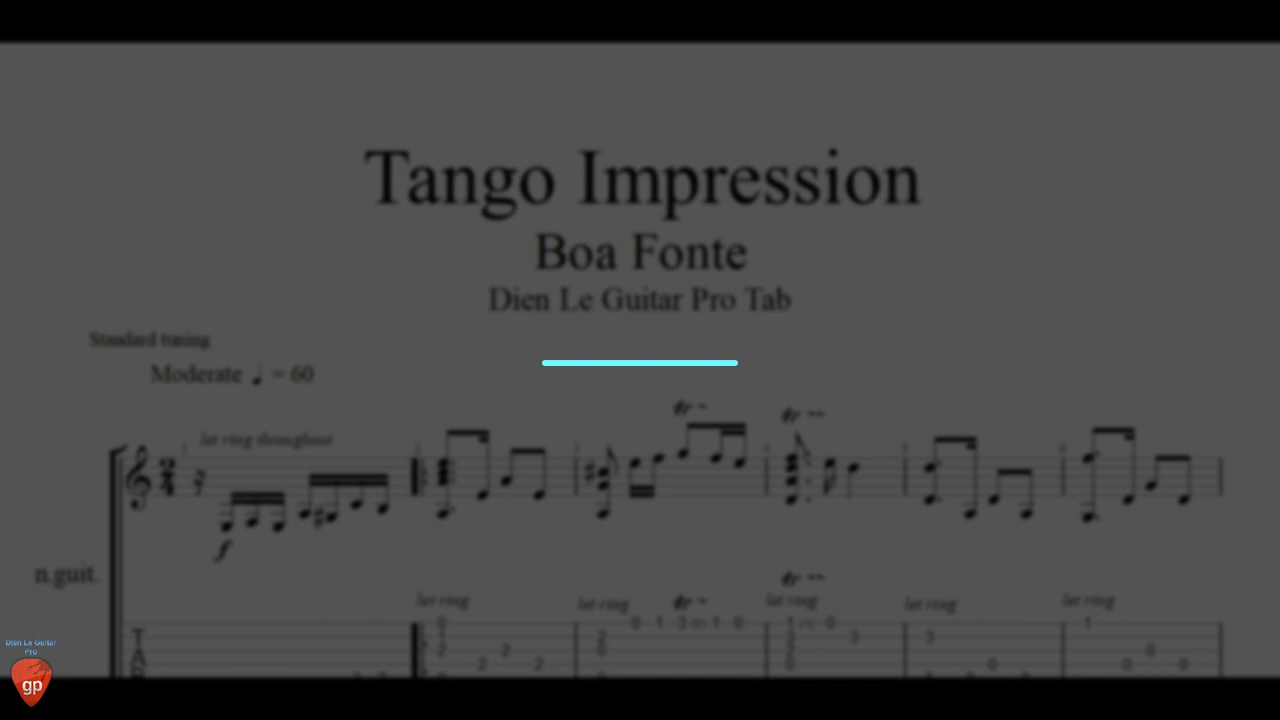 Tango Impression
Boa Fonte
Dien Le Guitar Pro Tab
Standard tuning
Moderate = 60
let ring throughout
f
n.guit.
let ring
let ring
let ring
let ring
let ring
T
A
Dien Le Guitar
Pro
gp